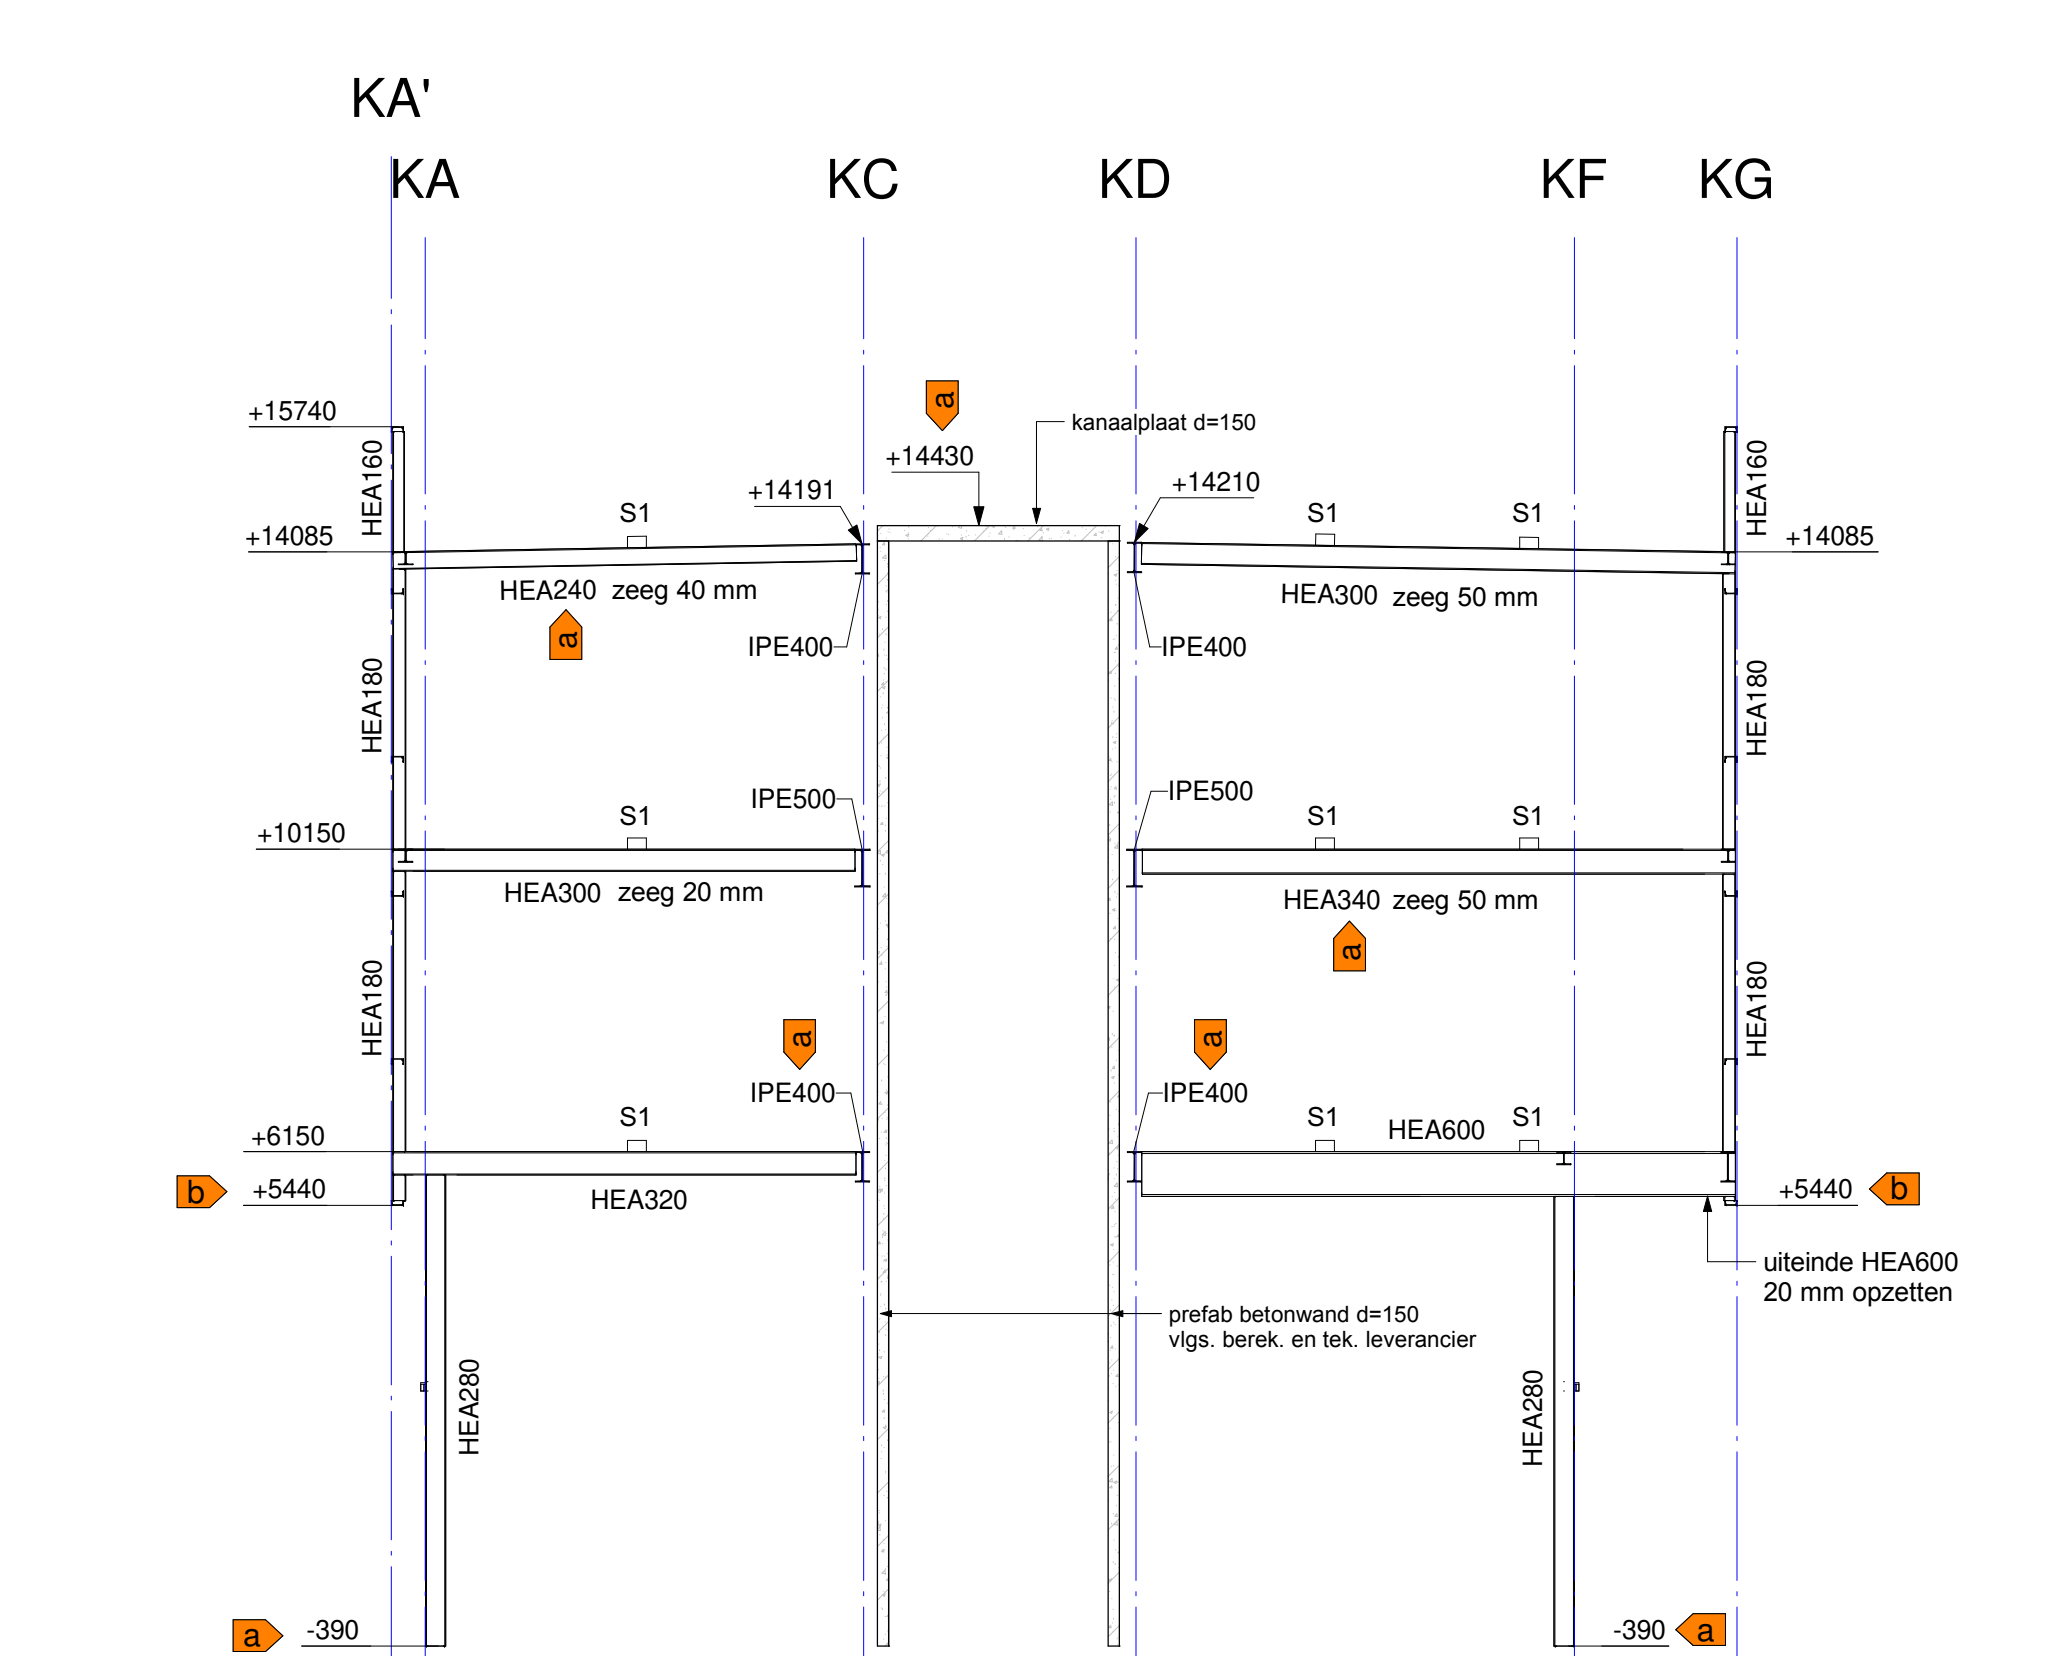 KA'
KA
KC
KD
KF
KG
a
+15740
kanaalplaat d=150
+14430
HEA160
HEA160
+14191
+14210
S1
S1
S1
+14085
+14085
HEA240 zeeg 40 mm
HEA300 zeeg 50 mm
a
IPE400
IPE400
HEA180
HEA180
IPE500
IPE500
S1
S1
S1
+10150
HEA300 zeeg 20 mm
HEA340 zeeg 50 mm
a
HEA180
HEA180
a
a
IPE400
IPE400
S1
S1
S1
HEA600
+6150
b
+5440
+5440
b
HEA320
uiteinde HEA600
20 mm opzetten
prefab betonwand d=150
vlgs. berek. en tek. leverancier
HEA280
HEA280
a
-390
-390
a